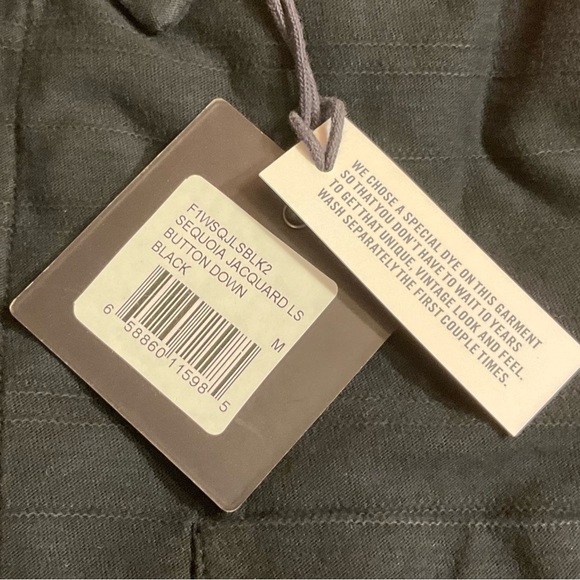 F1WSQJLSBLK2
SEQUOIA JACQUARD LS
BUTTON DOWN
BLACK
M
6 58860 11598 5
WE CHOSE A SPECIAL DYE ON THIS GARMENT
SO THAT YOU DON'T HAVE TO WAIT 10 YEARS
TO GET THAT UNIQUE, VINTAGE LOOK AND FEEL.
WASH SEPARATELY THE FIRST COUPLE TIMES.